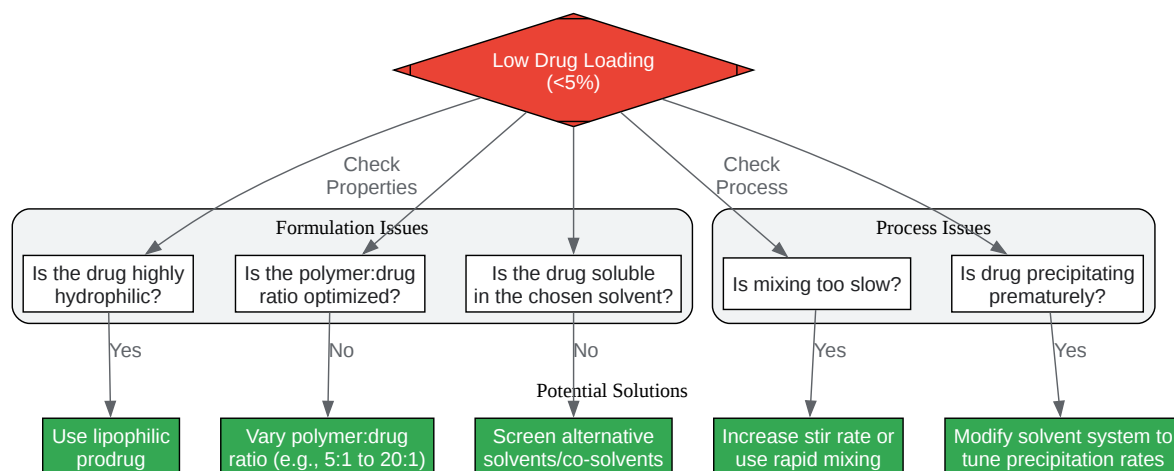 Low Drug Loading
(<5%)
Check
Properties
Check
Process
Formulation Issues
Process Issues
Is the drug highly
hydrophilic?
Is the polymer:drug
ratio optimized?
Is the drug soluble
in the chosen solvent?
Is mixing too slow?
Is drug precipitating
prematurely?
Yes
No
No
Yes
Yes
Potential Solutions
Use lipophilic
prodrug
Vary polymer:drug
ratio (e.g., 5:1 to 20:1)
Screen alternative
solvents/co-solvents
Increase stir rate or
use rapid mixing
Modify solvent system to
tune precipitation rates